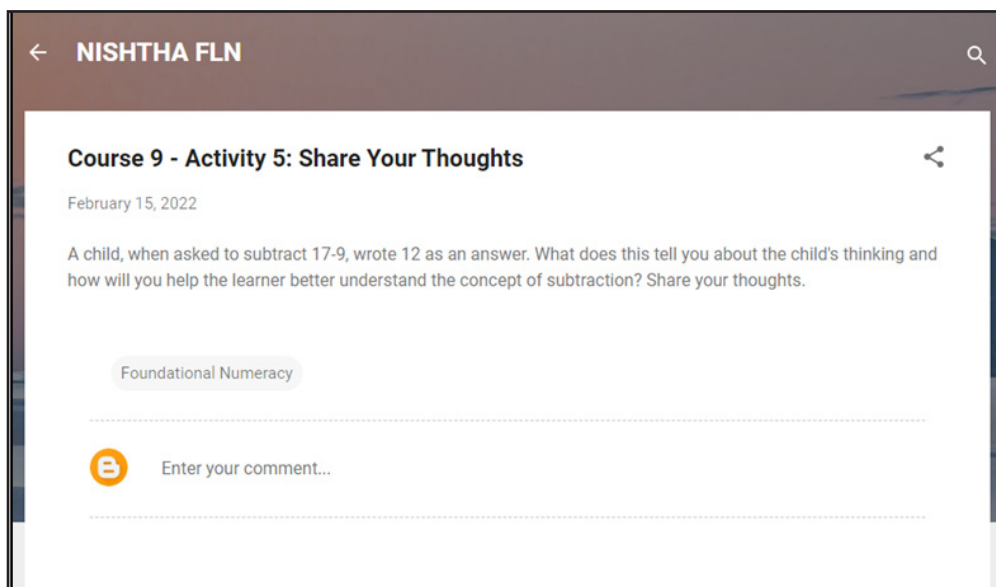 NISHTHA FLN
Course 9 - Activity 5: Share Your Thoughts
February 15, 2022
A child, when asked to subtract 17-9, wrote 12 as an answer. What does this tell you about the child's thinking and
how will you help the learner better understand the concept of subtraction? Share your thoughts.
Foundational Numeracy
Enter your comment...